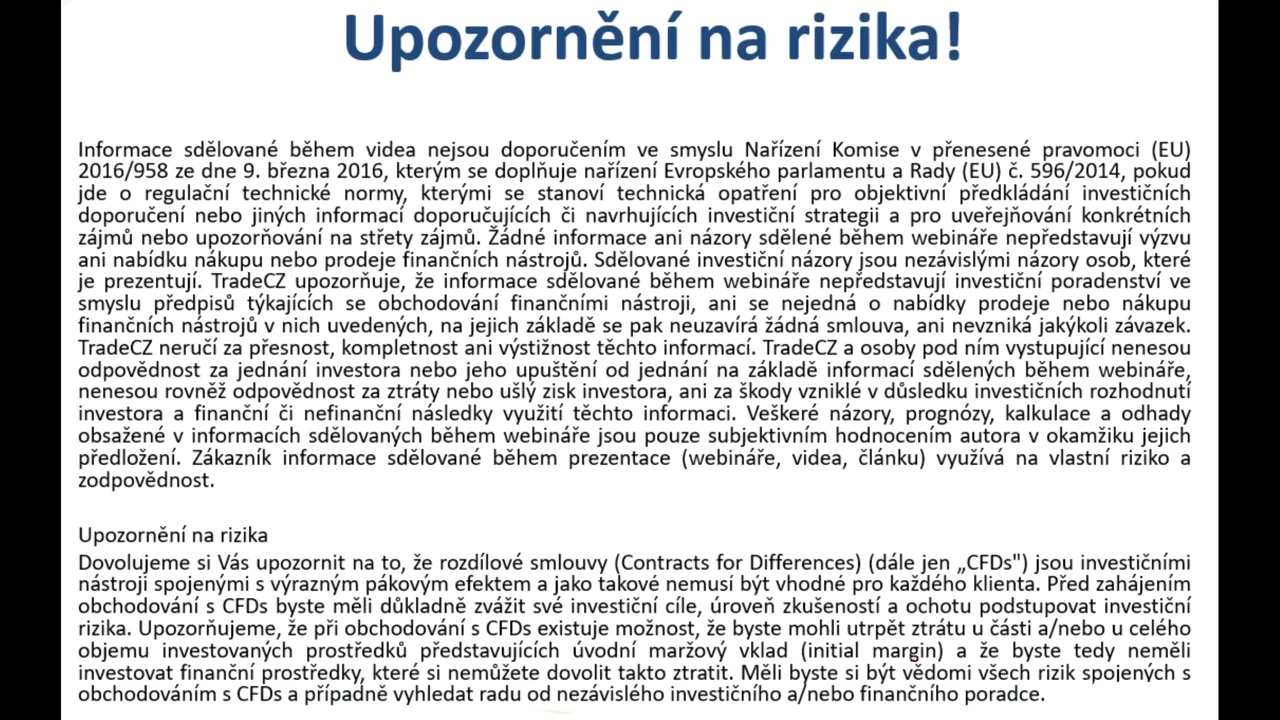 Upozornění na rizika!
Informace sdělované během videa nejsou doporučením ve smyslu Nařízení Komise v přenesené pravomoci (EU)
2016/958 ze dne 9. března 2016, kterým se doplňuje nařízení Evropského parlamentu a Rady (EU) č. 596/2014, pokud
jde o regulační technické normy, kterými se stanoví technická opatření pro objektivní předkládání investičních
doporučení nebo jiných informací doporučujících či navrhujících investiční strategii a pro uveřejňování konkrétních
zájmů nebo upozorňování na střety zájmů. Žádné informace ani názory sdělené během webináře nepředstavují výzvu
ani nabídku nákupu nebo prodeje finančních nástrojů. Sdělované investiční názory jsou nezávislými názory osob, které
je prezentují. TradeCZ upozorňuje, že informace sdělované během webináře nepředstavují investiční poradenství ve
smyslu předpisů týkajících se obchodování finančními nástroji, ani se nejedná o nabídky prodeje nebo nákupu
finančních nástrojů v nich uvedených, na jejich základě se pak neuzavírá žádná smlouva, ani nevzniká jakýkoli závazek.
TradeCZ neručí za přesnost, kompletnost ani výstižnost těchto informací. TradeCZ a osoby pod ním vystupující nenesou
odpovědnost za jednání investora nebo jeho upuštění od jednání na základě informací sdělených během webináře,
nenesou rovněž odpovědnost za ztráty nebo ušlý zisk investora, ani za škody vzniklé v důsledku investičních rozhodnutí
investora a finanční či nefinanční následky využití těchto informaci. Veškeré názory, prognózy, kalkulace a odhady
obsažené v informacích sdělovaných během webináře jsou pouze subjektivním hodnocením autora v okamžiku jejich
předložení. Zákazník informace sdělované během prezentace (webináře, videa, článku) využívá na vlastní riziko a
zodpovědnost.
Upozornění na rizika
Dovolujeme si Vás upozornit na to, že rozdílové smlouvy (Contracts for Differences) (dále jen „CFDs") jsou investičními
nástroji spojenými s výrazným pákovým efektem a jako takové nemusí být vhodné pro každého klienta. Před zahájením
obchodování s CFDs byste měli důkladně zvážit své investiční cíle, úroveň zkušeností a ochotu podstupovat investiční
rizika. Upozorňujeme, že při obchodování s CFDs existuje možnost, že byste mohli utrpět ztrátu u části a/nebo u celého
objemu investovaných prostředků představujících úvodní maržový vklad (initial margin) a že byste tedy neměli
investovat finanční prostředky, které si nemůžete dovolit takto ztratit. Měli byste si být vědomi všech rizik spojených s
obchodováním s CFDs a případně vyhledat radu od nezávislého investičního a/nebo finančního poradce.